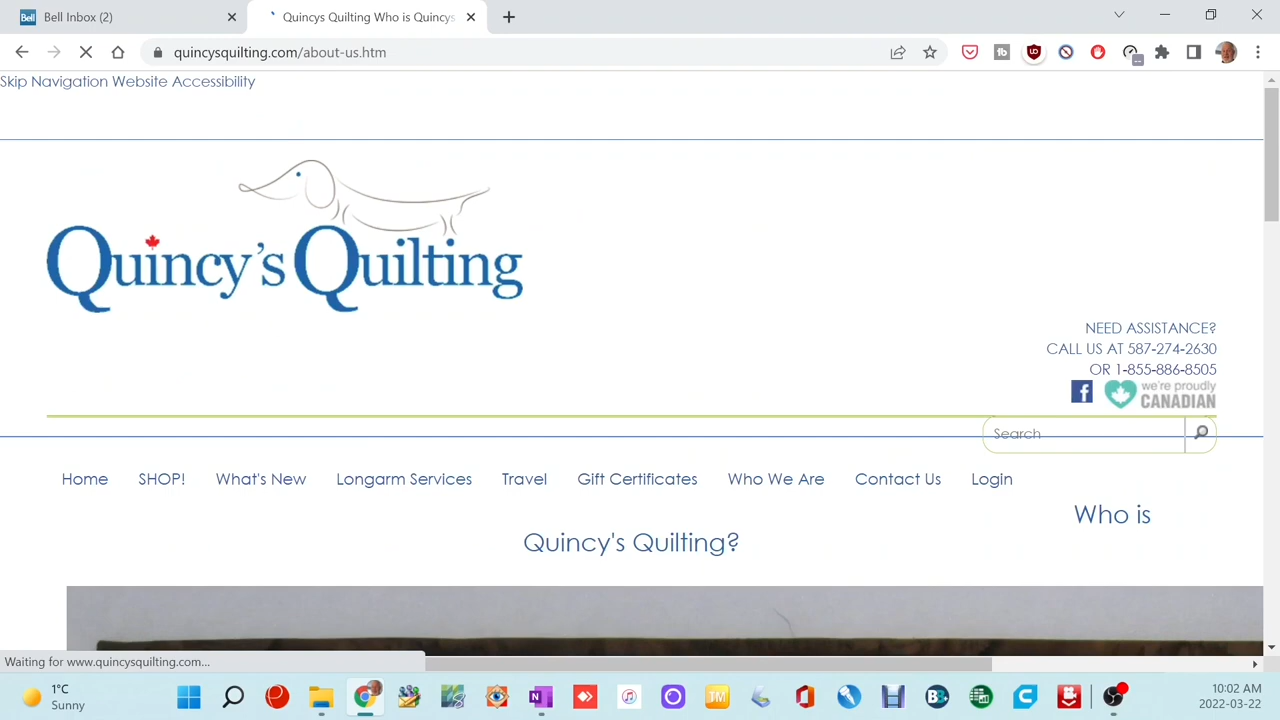 Bell
Bell Inbox (2)
Quincys Quilting Who is Quincys
quincysquilting.com/about-us.htm
Skip Navigation Website Accessibility
Quincy's Quilting
NEED ASSISTANCE?
CALL US AT 587-274-2630
OR 1-855-886-8505
we're proudly
CANADIAN
Search
Home SHOP! What's New Longarm Services Travel Gift Certificates Who We Are Contact Us Login
Who is
Quincy's Quilting?
Waiting for www.quincysquilting.com...
1°C
Sunny
10:02 AM
2022-03-22